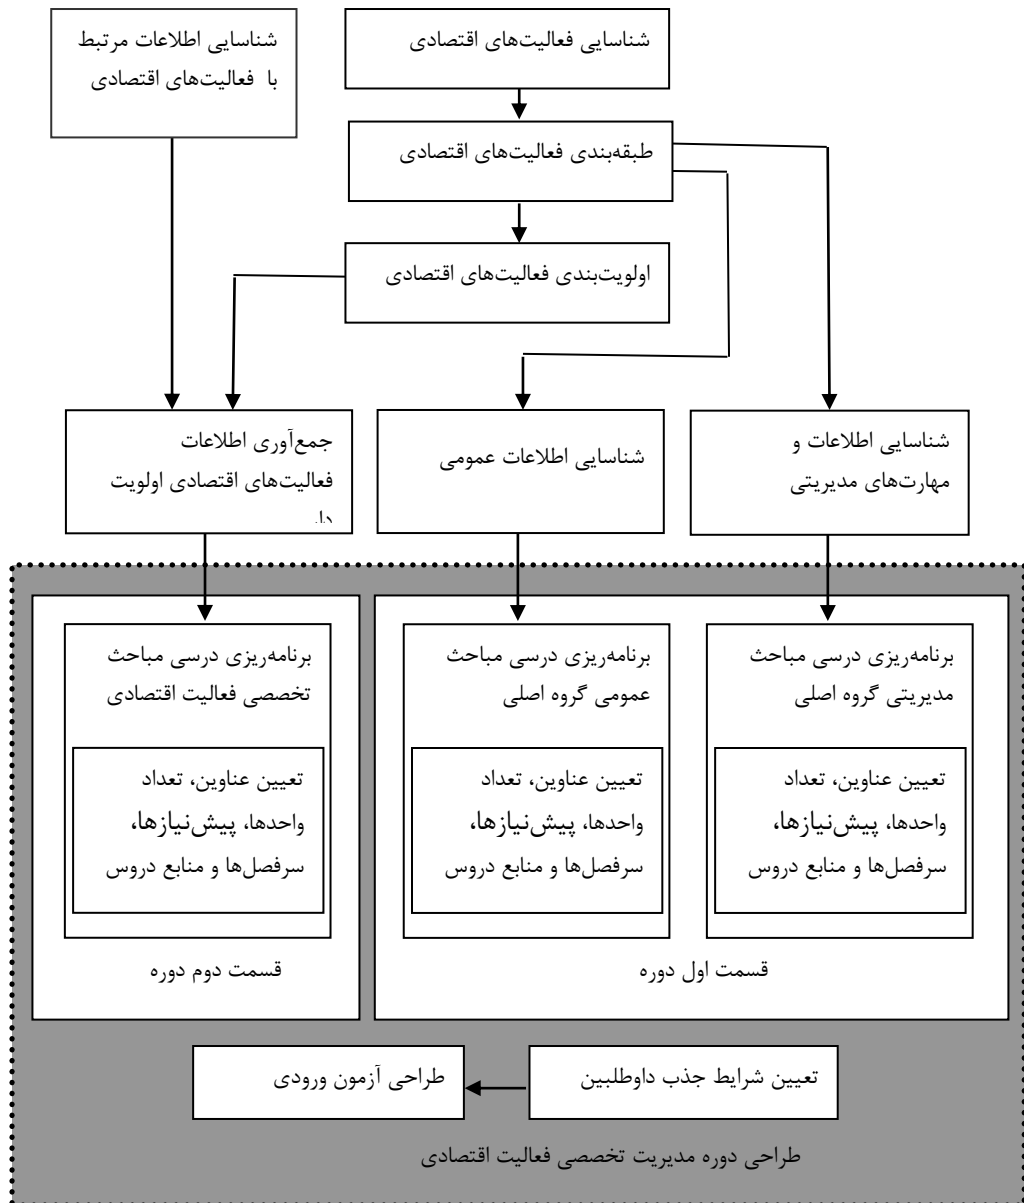 شناسایی فعالیت‌های اقتصادی
شناسایی اطلاعات مرتبط
با فعالیت‌های اقتصادی
طبقه‌بندی فعالیت‌های اقتصادی
اولویت‌بندی فعالیت‌های اقتصادی
شناسایی اطلاعات و
مهارت‌های مدیریتی
شناسایی اطلاعات عمومی
جمع‌آوری اطلاعات
فعالیت‌های اقتصادی اولویت
برنامه‌ریزی درسی مباحث
مدیریتی گروه اصلی
تعیین عناوین، تعداد
واحدها، پیش‌نیازها،
سرفصل‌ها و منابع دروس
برنامه‌ریزی درسی مباحث
عمومی گروه اصلی
تعیین عناوین، تعداد
واحدها، پیش‌نیازها،
سرفصل‌ها و منابع دروس
قسمت اول دوره
برنامه‌ریزی درسی مباحث
تخصصی فعالیت اقتصادی
تعیین عناوین، تعداد
واحدها، پیش‌نیازها،
سرفصل‌ها و منابع دروس
قسمت دوم دوره
تعیین شرایط جذب داوطلبین
طراحی آزمون ورودی
طراحی دوره مدیریت تخصصی فعالیت اقتصادی